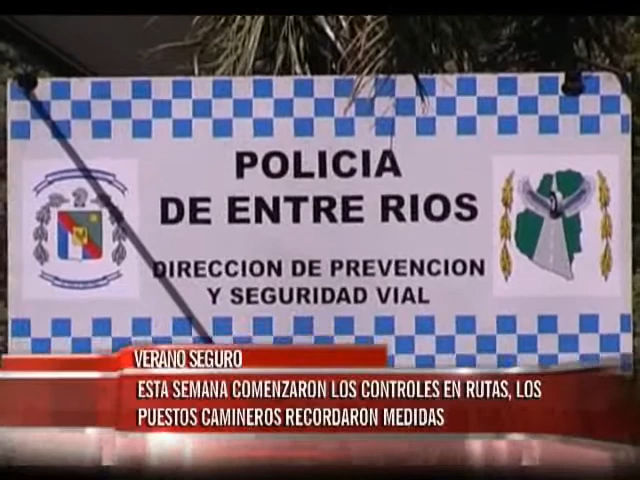 POLICIA
DE ENTRE RIOS
DIRECCION DE PREVENCION
Y SEGURIDAD VIAL
VERANO SEGURO
ESTA SEMANA COMENZARON LOS CONTROLES EN RUTAS, LOS
PUESTOS CAMINEROS RECORDARON MEDIDAS